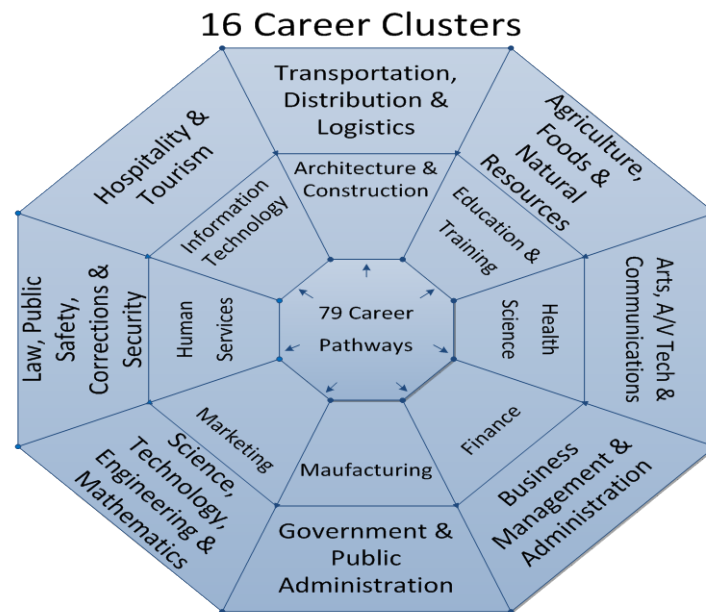 16 Career Clusters
Transportation,
Distribution &
Logistics
Agriculture,
Foods &
Natural
Resources
Arts, A/V Tech &
Communications
Business
Management &
Administration
Government &
Public
Administration
Science,
Technology,
Engineering &
Mathematics
Law, Public
Safety,
Corrections &
Security
Hospitality &
Tourism
Architecture &
Construction
Education &
Training
Health
Science
Finance
Maufacturing
Marketing
Human
Services
Information
Technology
79 Career
Pathways